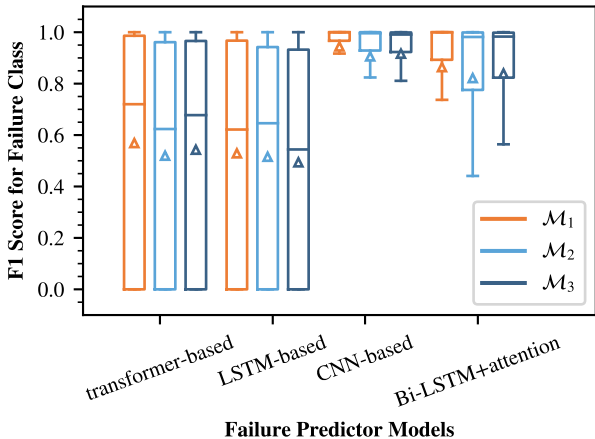 F1 Score for Failure Class
1.0
0.8
0.6
0.4
0.2
0.0
ℳ₁
ℳ₂
ℳ₃
transformer-based
LSTM-based
CNN-based
Bi-LSTM+attention
Failure Predictor Models